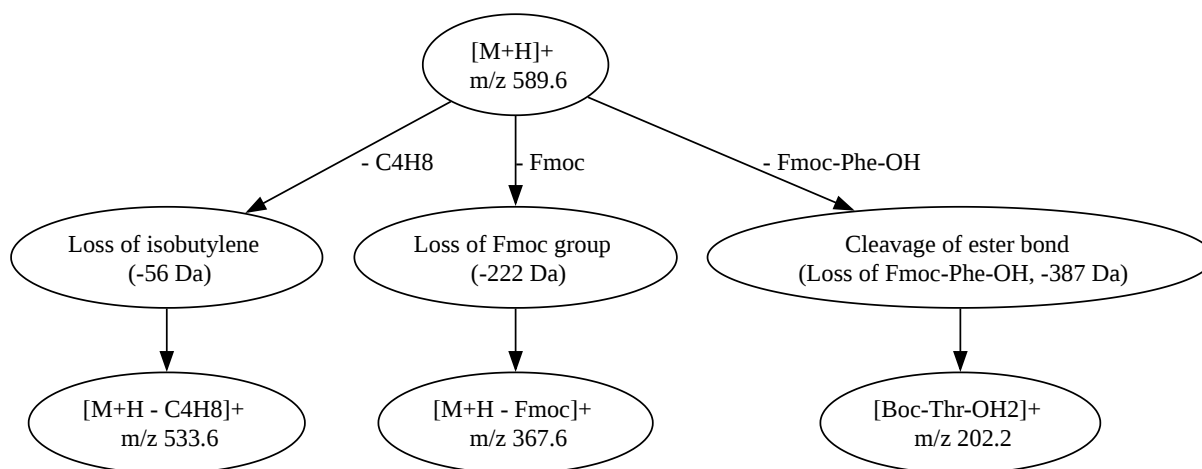 [M+H]+
m/z 589.6
- C4H8
- Fmoc
- Fmoc-Phe-OH
Loss of isobutylene
(-56 Da)
Loss of Fmoc group
(-222 Da)
Cleavage of ester bond
(Loss of Fmoc-Phe-OH, -387 Da)
[M+H - C4H8]+
m/z 533.6
[M+H - Fmoc]+
m/z 367.6
[Boc-Thr-OH2]+
m/z 202.2